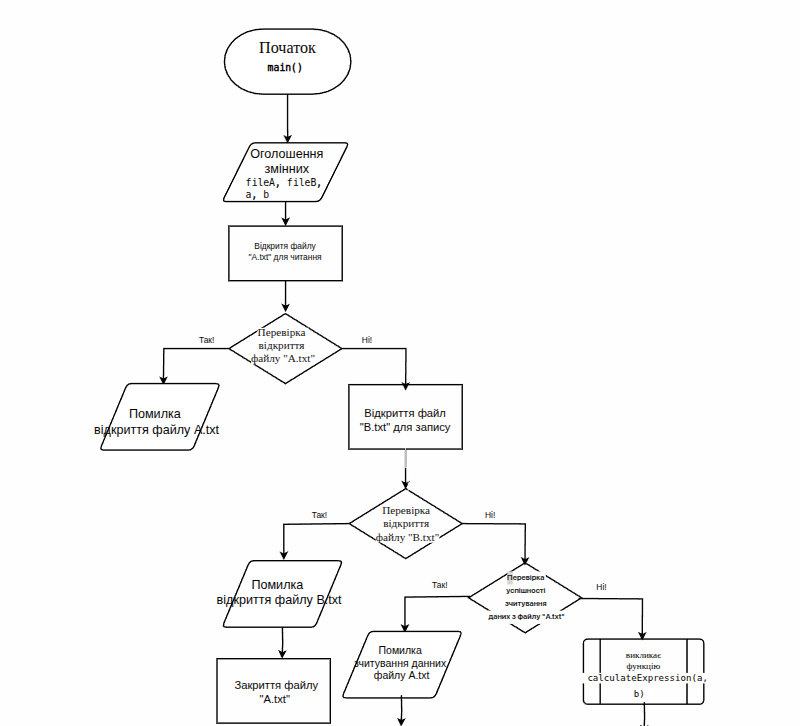 Початок
main()
Оголошення
змінних
fileA, fileB,
a, b
Відкритя файлу
"A.txt" для читання
Перевірка
відкриття
файлу "A.txt"
Так!
Ні!
Помилка
відкриття файлу A.txt
Відкриття файл
"B.txt" для запису
Перевірка
відкриття
файлу "B.txt"
Так!
Ні!
Помилка
відкриття файлу B.txt
Перевірка
успішності
зчитування
даних з файлу "A.txt"
Так!
Ні!
Помилка
зчитування данних
файлу A.txt
викликає
функцію
calculateExpression(a,
b)
Закриття файлу
"A.txt"